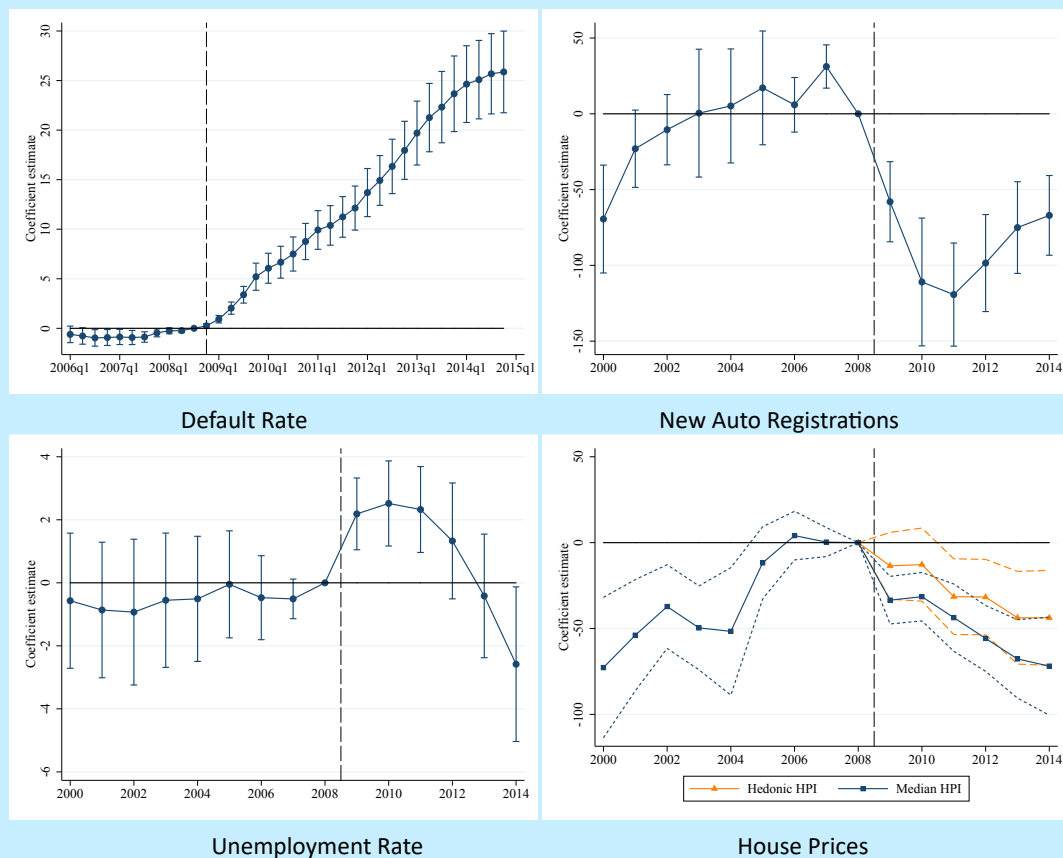 Coefficient estimate
30
25
20
15
10
5
0
2006q1 2007q1 2008q1 2009q1 2010q1 2011q1 2012q1 2013q1 2014q1 2015q1
Default Rate
Coefficient estimate
50
0
-50
-100
-150
2000 2002 2004 2006 2008 2010 2012 2014
New Auto Registrations
Coefficient estimate
4
2
0
-2
-4
-6
2000 2002 2004 2006 2008 2010 2012 2014
Unemployment Rate
Coefficient estimate
50
0
-50
-100
2000 2002 2004 2006 2008 2010 2012 2014
Hedonic HPI Median HPI
House Prices